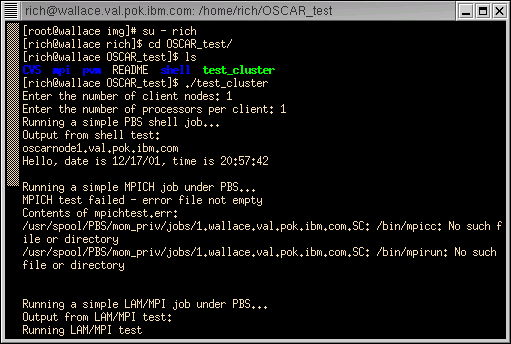 rich@wallace.val.pok.ibm.com: /home/rich/OSCAR_test
[root@wallace img]# su - rich
[rich@wallace rich]$ cd OSCAR_test/
[rich@wallace OSCAR_test]$ ls
CVS mpi pvm README shell test_cluster
[rich@wallace OSCAR_test]$ ./test_cluster
Enter the number of client nodes: 1
Enter the number of processors per client: 1
Running a simple PBS shell job...
Output from shell test:
oscarnode1.val.pok.ibm.com
Hello, date is 12/17/01, time is 20:57:42
Running a simple MPICH job under PBS...
MPICH test failed - error file not empty
Contents of mpichtest.err:
/usr/spool/PBS/mom_priv/jobs/1.wallace.val.pok.ibm.com.SC: /bin/mpicc: No such f
ile or directory
/usr/spool/PBS/mom_priv/jobs/1.wallace.val.pok.ibm.com.SC: /bin/mpirun: No such
file or directory
Running a simple LAM/MPI job under PBS...
Output from LAM/MPI test:
Running LAM/MPI test